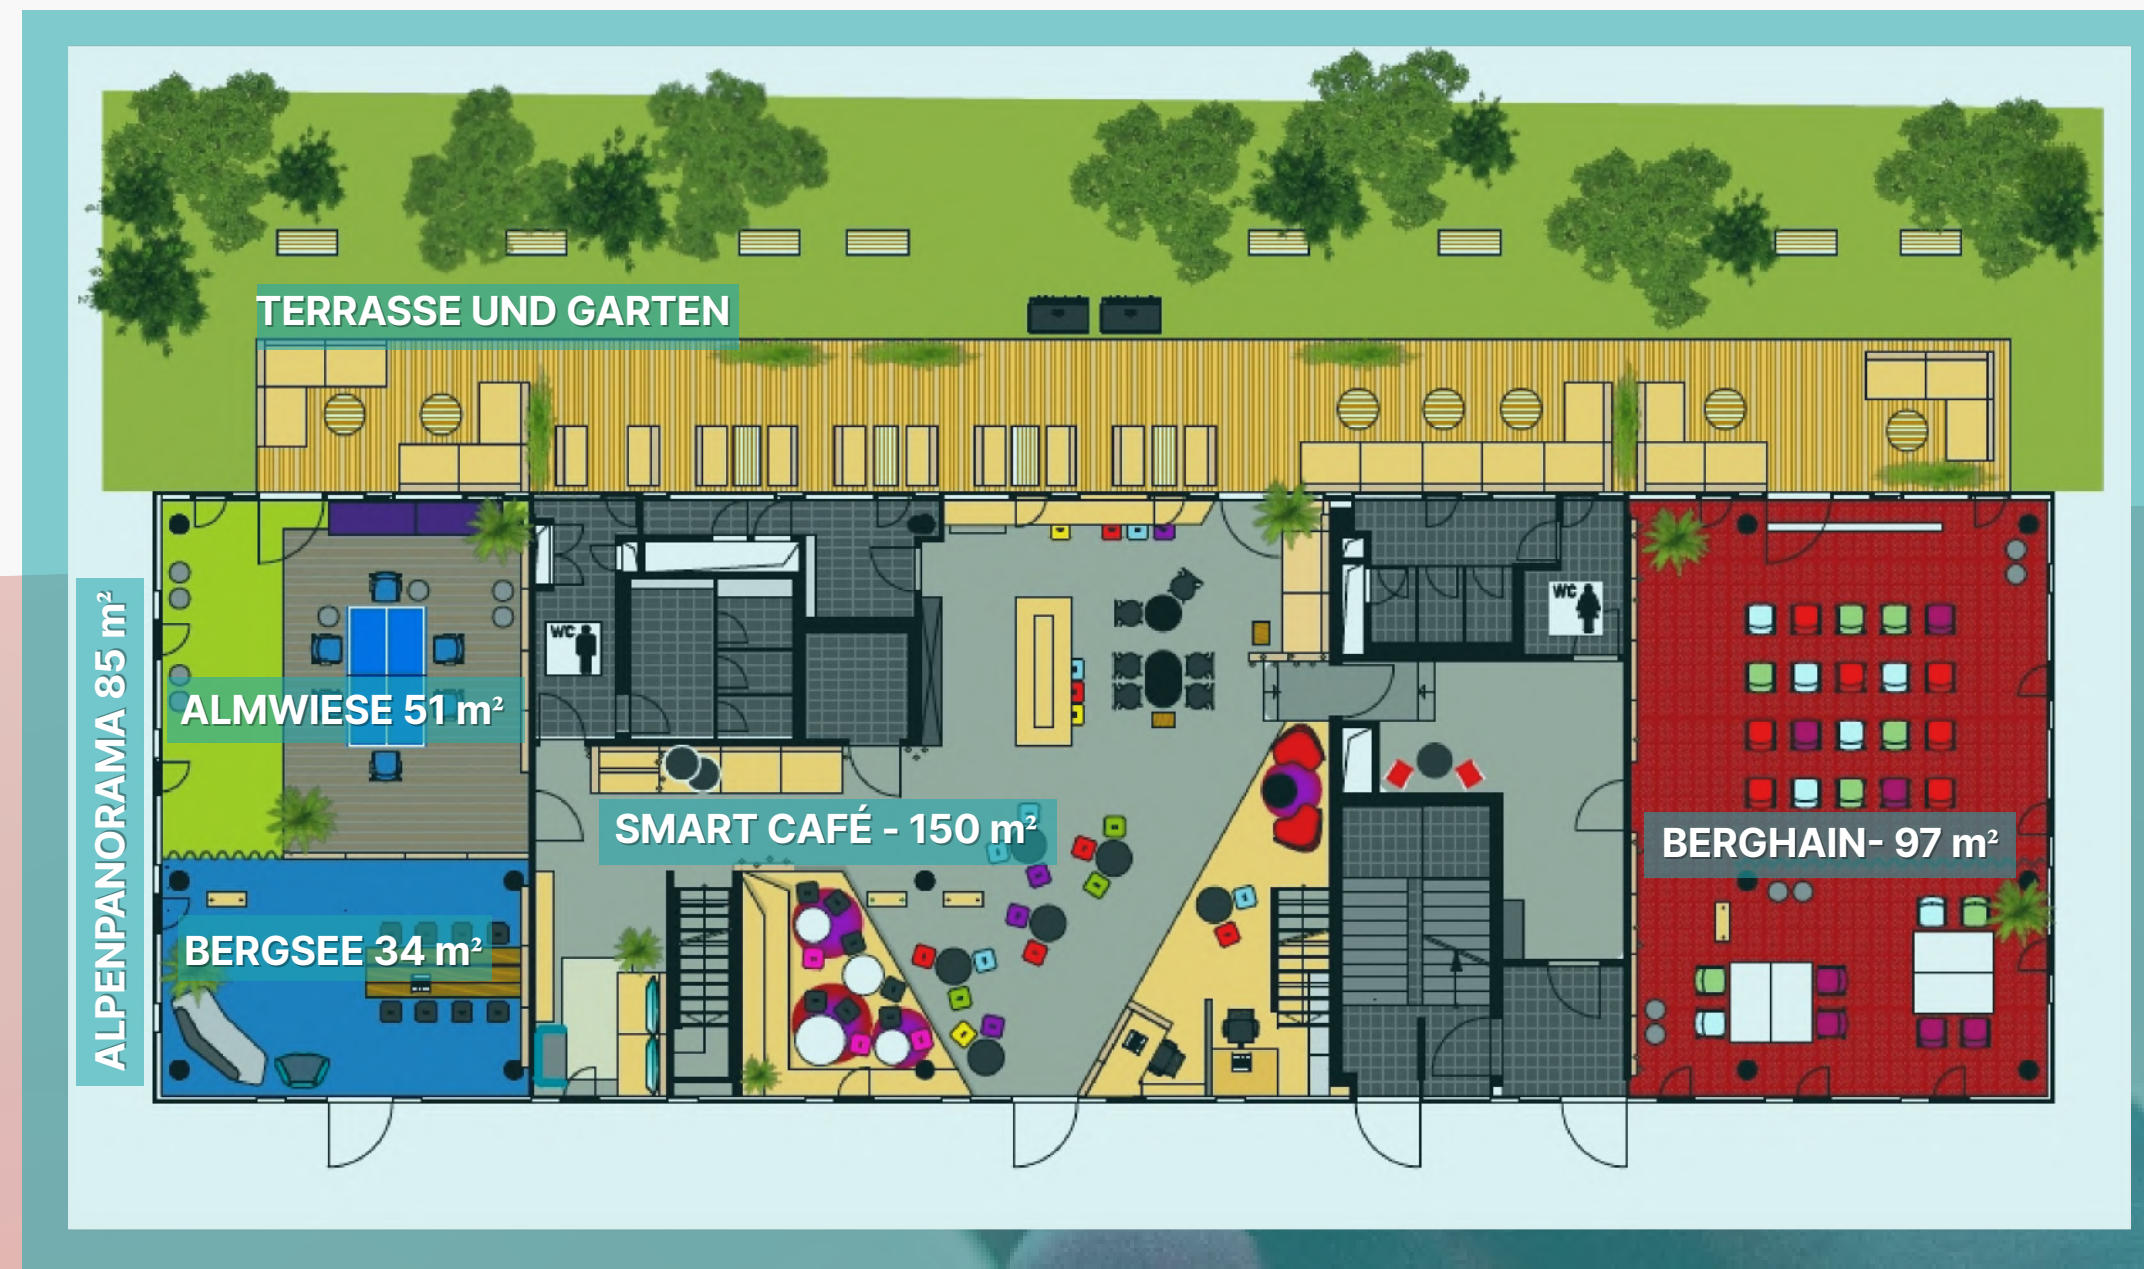 TERRASSE UND GARTEN
ALPENPANORAMA 85 m²
WC
WC
ALMWIESE 51 m²
SMART CAFÉ - 150 m²
BERGHAIN- 97 m²
BERGSEE 34 m²